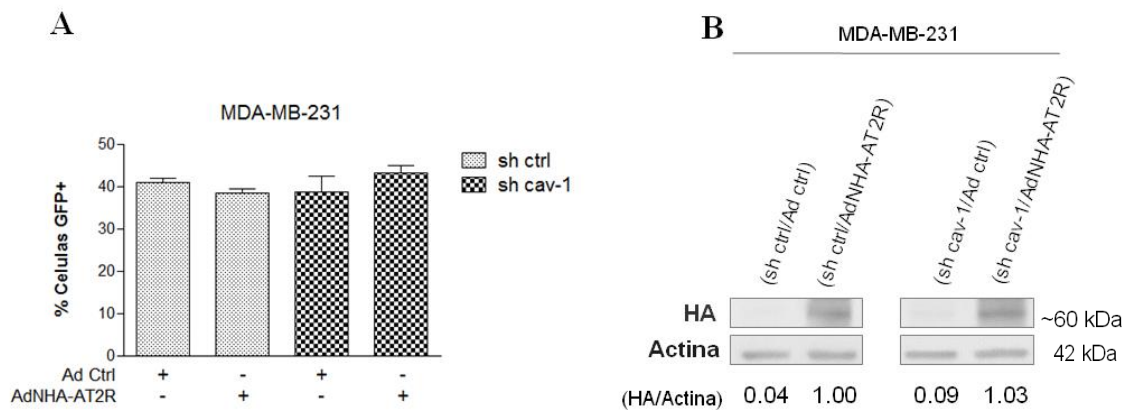 A
MDA-MB-231
% Celulas GFP+
50
40
30
20
10
0
sh ctrl
sh cav-1
Ad Ctrl + - + -
AdNHA-AT2R - + - +
B
MDA-MB-231
(sh ctrl/Ad ctrl)
(sh ctrl/AdNHA-AT2R)
(sh cav-1/Ad ctrl)
(sh cav-1/AdNHA-AT2R)
HA ~60 kDa
Actina 42 kDa
(HA/Actina) 0.04 1.00 0.09 1.03